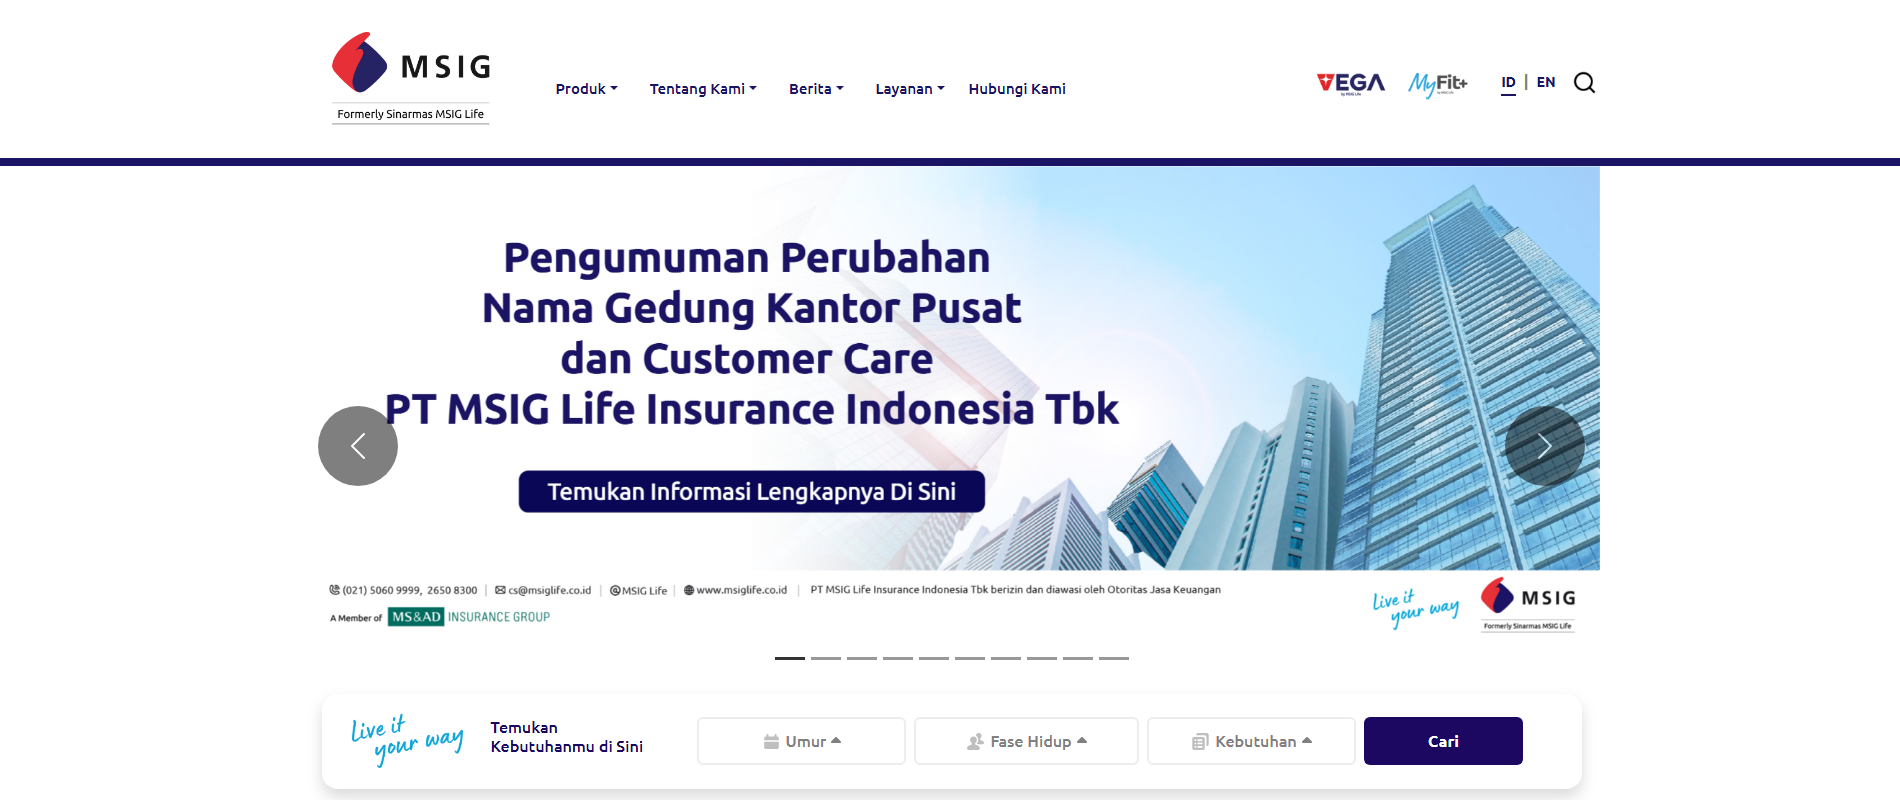 MSIG
Formerly Sinarmas MSIG Life
Produk
Tentang Kami
Berita
Layanan
Hubungi Kami
VEGA
MyFit+
ID | EN
Pengumuman Perubahan
Nama Gedung Kantor Pusat
dan Customer Care
PT MSIG Life Insurance Indonesia Tbk
Temukan Informasi Lengkapnya Di Sini
(021) 5060 9999, 2650 8300 | cs@msiglife.co.id | MSIG Life | www.msiglife.co.id | PT MSIG Life Insurance Indonesia Tbk berizin dan diawasi oleh Otoritas Jasa Keuangan
A Member of MS&AD INSURANCE GROUP
Live it
your way
MSIG
Formerly Sinarmas MSIG Life
Live it
your way
Temukan
Kebutuhanmu di Sini
Umur
Fase Hidup
Kebutuhan
Cari